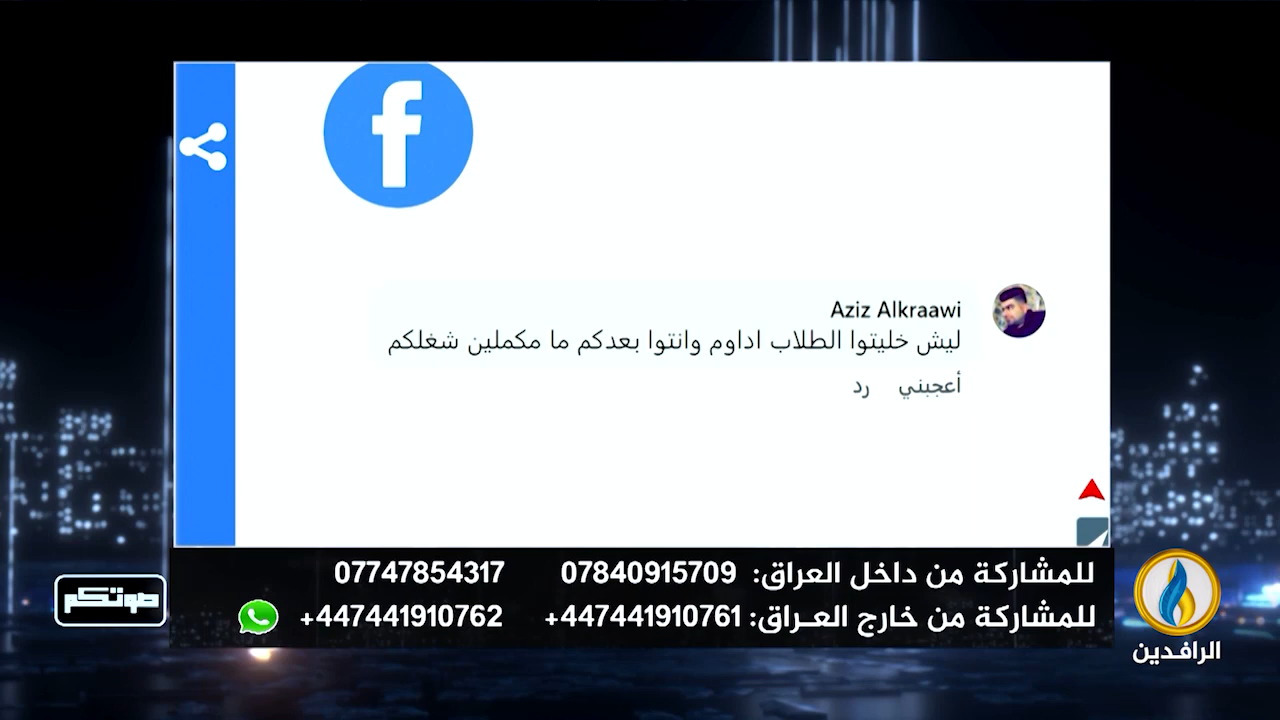 Aziz Alkraawi
ليش خليتوا الطلاب اداوم وانتوا بعدكم ما مكملين شغلكم
أعجبني رد
للمشاركة من داخل العراق: 07840915709 07747854317
للمشاركة من خارج العـراق: 447441910761+ 447441910762+
صوتكم
الرافدين